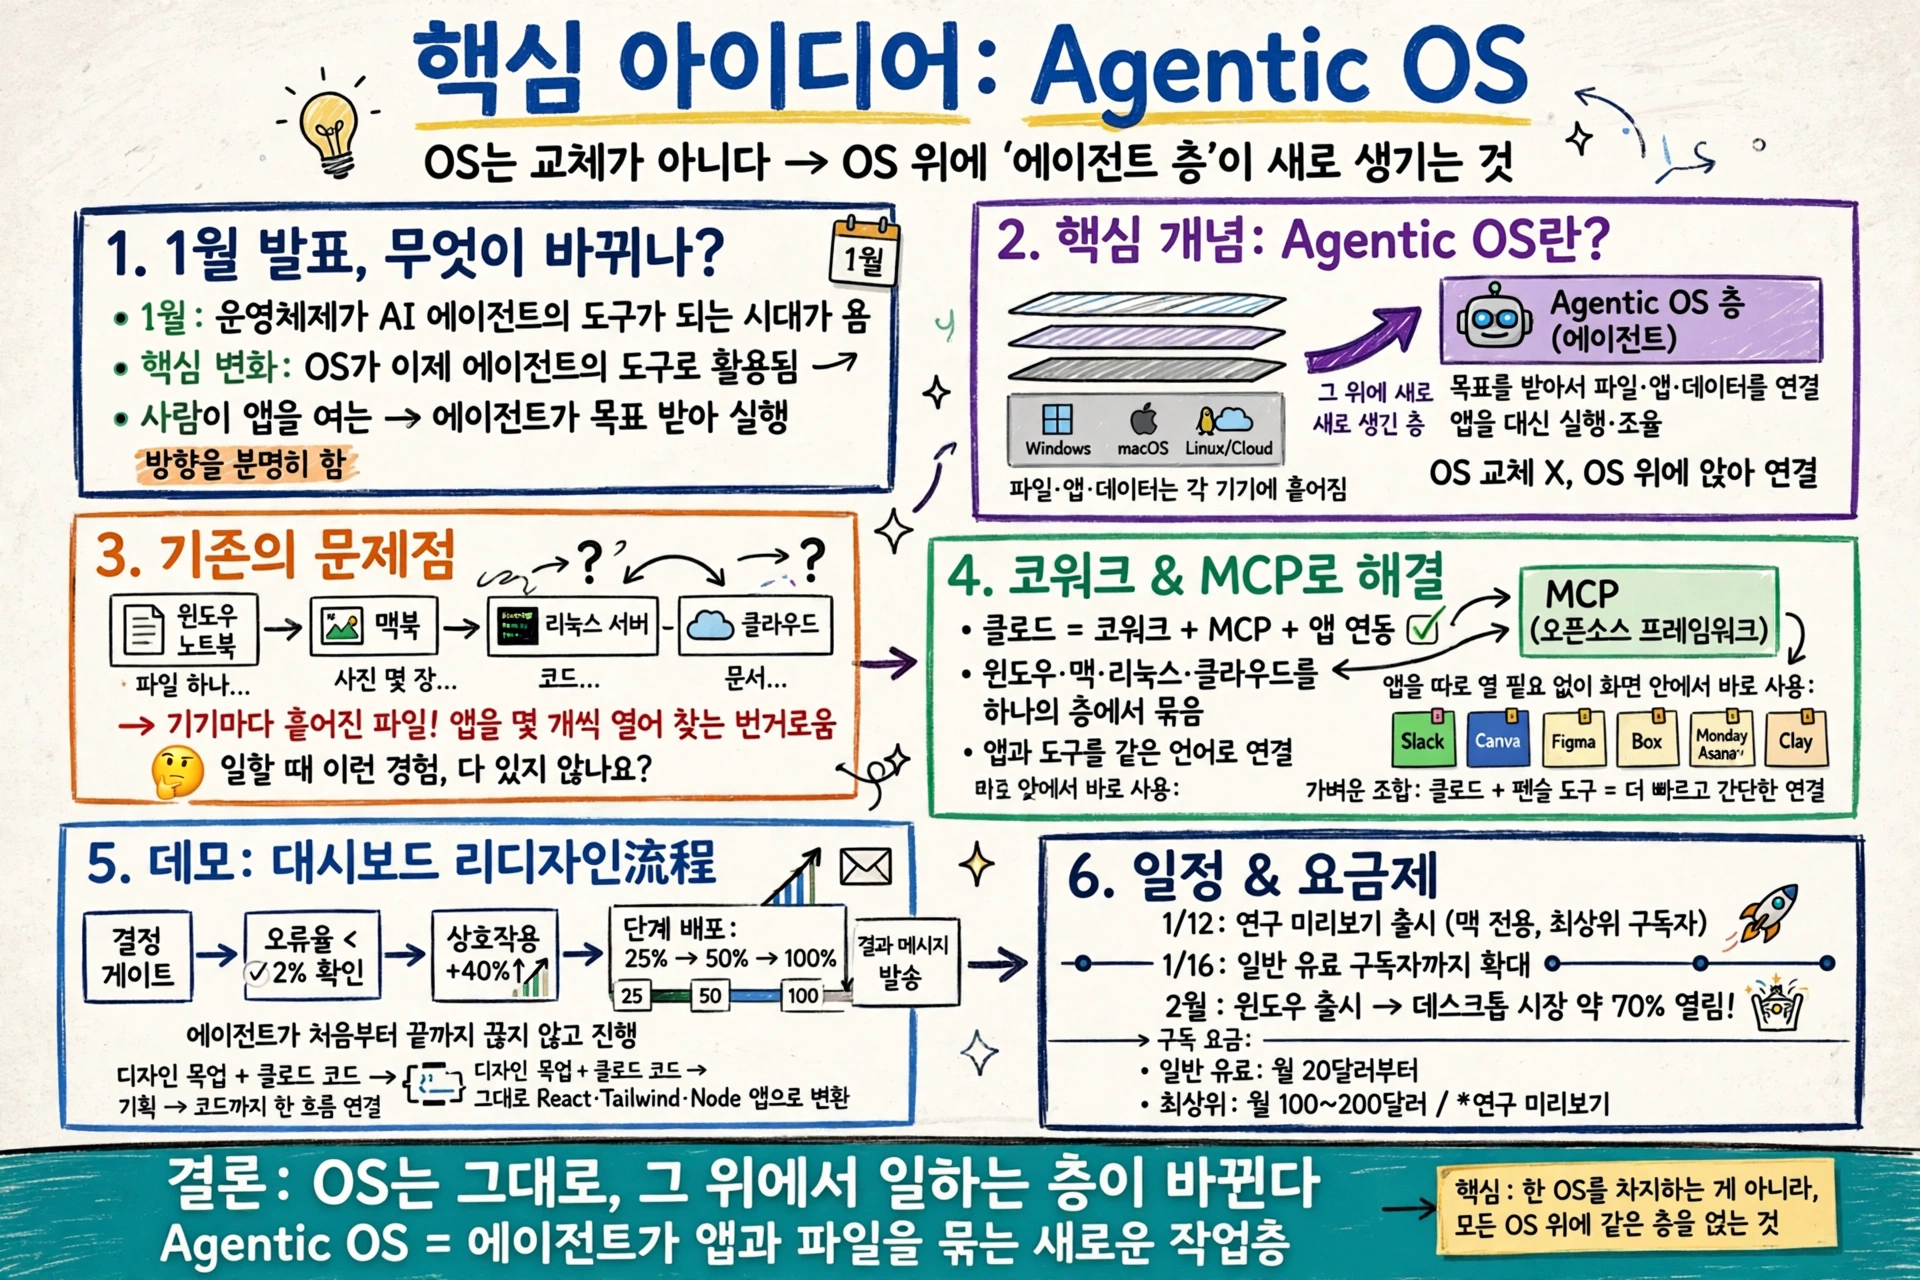 핵심 아이디어: Agentic OS
OS는 교체가 아니다 → OS 위에 '에이전트 층'이 새로 생기는 것
1. 1월 발표, 무엇이 바뀌나?
1월
• 1월: 운영체제가 AI 에이전트의 도구가 되는 시대가 옴
• 핵심 변화: OS가 이제 에이전트의 도구로 활용됨 →
• 사람이 앱을 여는 → 에이전트가 목표 받아 실행
방향을 분명히 함
2. 핵심 개념: Agentic OS란?
Windows
macOS
Linux/Cloud
파일·앱·데이터는 각 기기에 흩어짐
그 위에 새로
새로 생긴 층
Agentic OS 층
(에이전트)
목표를 받아서 파일·앱·데이터를 연결
앱을 대신 실행·조율
OS 교체 X, OS 위에 앉아 연결
3. 기존의 문제점
? ?
윈도우
노트북
맥북
리눅스 서버
클라우드
파일 하나...
사진 몇 장...
코드...
문서...
→ 기기마다 흩어진 파일! 앱을 몇 개씩 열어 찾는 번거로움
일할 때 이런 경험, 다 있지 않나요?
4. 코워크 & MCP로 해결
• 클로드 = 코워크 + MCP + 앱 연동
• 윈도우·맥·리눅스·클라우드를
하나의 층에서 묶음
• 앱과 도구를 같은 언어로 연결
앞에서 바로 사용:
MCP
(오픈소스 프레임워크)
앱을 따로 열 필요 없이 화면 안에서 바로 사용:
Slack
Canva
Figma
Box
Monday
Asana
Clay
가벼운 조합: 클로드 + 펜슬 도구 = 더 빠르고 간단한 연결
5. 데모: 대시보드 리디자인流程
결정
게이트
오류율 <
✓2% 확인
상호작용
+40%↑
단계 배포:
25% → 50% → 100%
25 50 100
결과 메시지
발송
에이전트가 처음부터 끝까지 끊지 않고 진행
디자인 목업 + 클로드 코드 →
기획 → 코드까지 한 흐름 연결
디자인 목업 + 클로드 코드 →
그대로 React·Tailwind·Node 앱으로 변환
6. 일정 & 요금제
1/12: 연구 미리보기 출시 (맥 전용, 최상위 구독자)
1/16: 일반 유료 구독자까지 확대
2월: 윈도우 출시 → 데스크톱 시장 약 70% 열림!
구독 요금:
• 일반 유료: 월 20달러부터
• 최상위: 월 100~200달러 / *연구 미리보기
결론: OS는 그대로, 그 위에서 일하는 층이 바뀐다
Agentic OS = 에이전트가 앱과 파일을 묶는 새로운 작업층
핵심: 한 OS를 차지하는 게 아니라,
모든 OS 위에 같은 층을 얹는 것